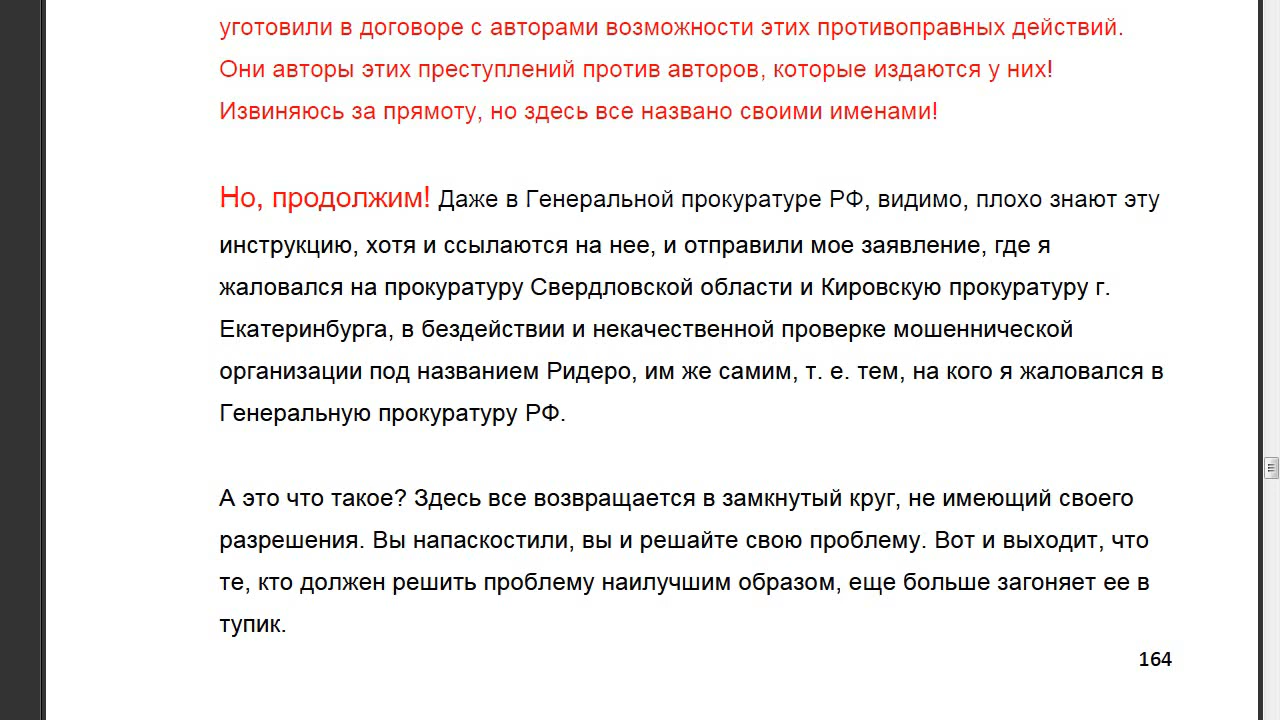 уготовили в договоре с авторами возможности этих противоправных действий.
Они авторы этих преступлений против авторов, которые издаются у них!
Извиняюсь за прямоту, но здесь все названо своими именами!
Но, продолжим! Даже в Генеральной прокуратуре РФ, видимо, плохо знают эту
инструкцию, хотя и ссылаются на нее, и отправили мое заявление, где я
жаловался на прокуратуру Свердловской области и Кировскую прокуратуру г.
Екатеринбурга, в бездействии и некачественной проверке мошеннической
организации под названием Ридеро, им же самим, т. е. тем, на кого я жаловался в
Генеральную прокуратуру РФ.
А это что такое? Здесь все возвращается в замкнутый круг, не имеющий своего
разрешения. Вы напаскостили, вы и решайте свою проблему. Вот и выходит, что
те, кто должен решить проблему наилучшим образом, еще больше загоняет ее в
тупик.
164